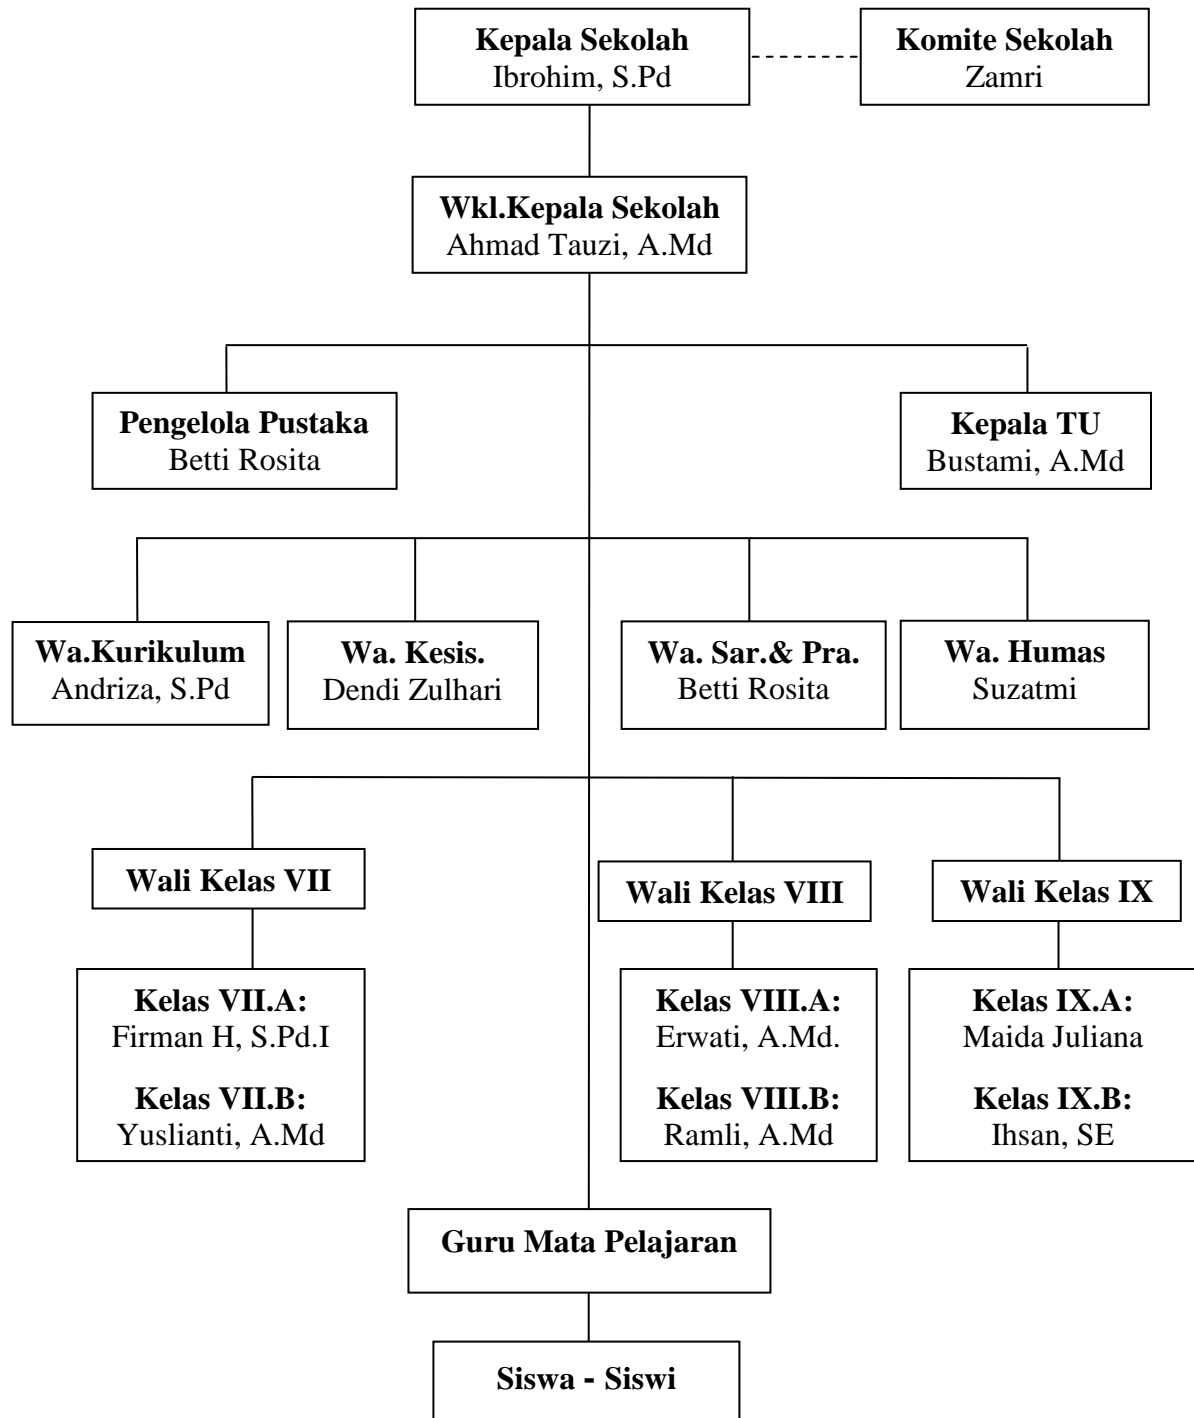 Kepala Sekolah
Ibrohim, S.Pd
Komite Sekolah
Zamri
Wkl.Kepala Sekolah
Ahmad Tauzi, A.Md
Pengelola Pustaka
Betti Rosita
Kepala TU
Bustami, A.Md
Wa.Kurikulum
Andriza, S.Pd
Wa. Kesis.
Dendi Zulhari
Wa. Sar.& Pra.
Betti Rosita
Wa. Humas
Suzatmi
Wali Kelas VII
Wali Kelas VIII
Wali Kelas IX
Kelas VII.A:
Firman H, S.Pd.I
Kelas VII.B:
Yuslianti, A.Md
Kelas VIII.A:
Erwati, A.Md.
Kelas VIII.B:
Ramli, A.Md
Kelas IX.A:
Maida Juliana
Kelas IX.B:
Ihsan, SE
Guru Mata Pelajaran
Siswa - Siswi